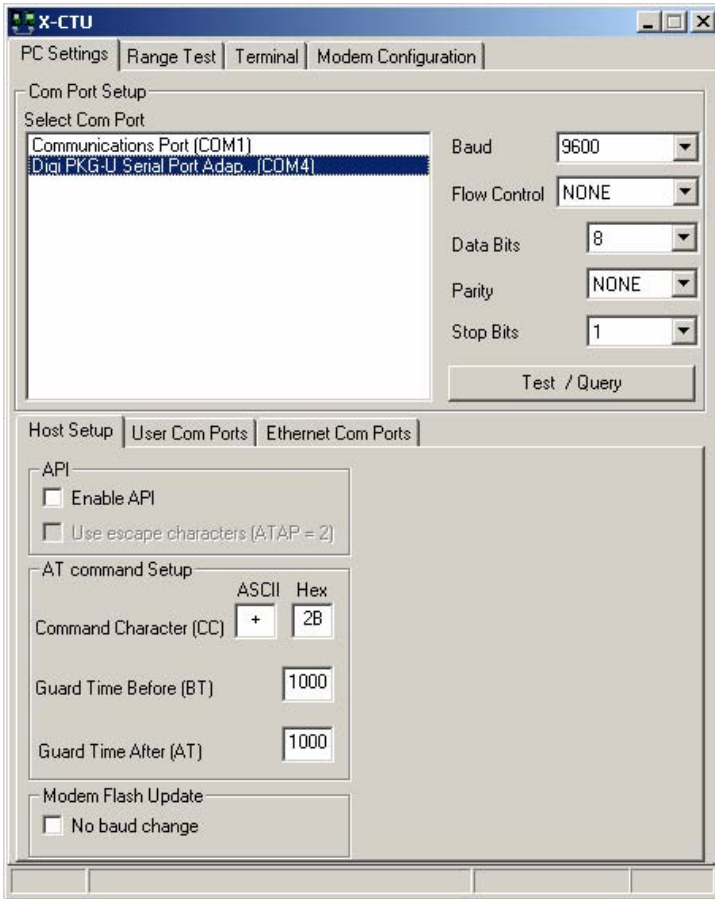 X-CTU
PC Settings Range Test Terminal Modem Configuration
Com Port Setup
Select Com Port
Communications Port (COM1)
Digi PKG-U Serial Port Adap...(COM4)
Baud 9600
Flow Control NONE
Data Bits 8
Parity NONE
Stop Bits 1
Test / Query
Host Setup User Com Ports Ethernet Com Ports
API
Enable API
Use escape characters (ATAP = 2)
AT command Setup
ASCII Hex
Command Character (CC) + 2B
Guard Time Before (BT) 1000
Guard Time After (AT) 1000
Modem Flash Update
No baud change